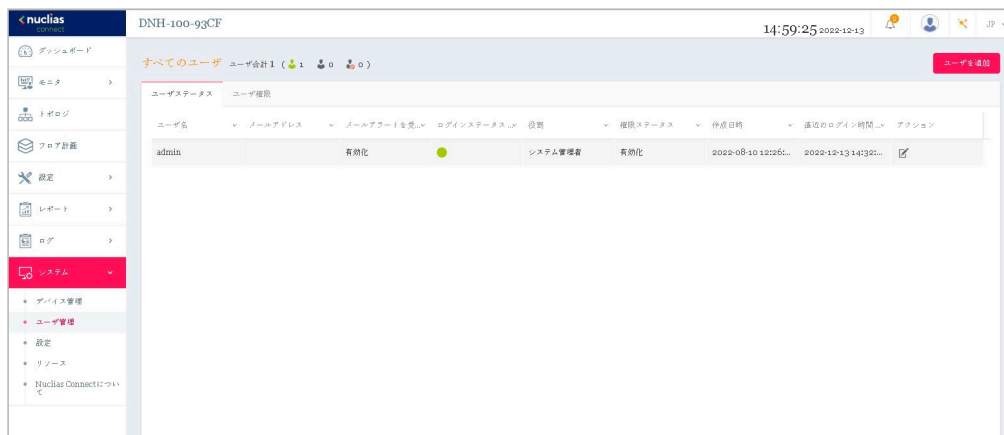 nuclias
connect
DNH-100-93CF
14:59:25 2022-12-13
JP
ダッシュボード
モニタ
トポロジ
フロア計画
設定
レポート
ログ
システム
デバイス管理
ユーザ管理
設定
リソース
Nuclias Connectについ
て
すべてのユーザ ユーザ合計 1 ( 1 0 0 )
ユーザを追加
ユーザステータス ユーザ権限
ユーザ名 メールアドレス メールアラートを受... ログインステータス... 役割 権限ステータス 作成日時 直近のログイン時間... アクション
admin 有効化 システム管理者 有効化 2022-08-10 12:26:... 2022-12-13 14:32:...